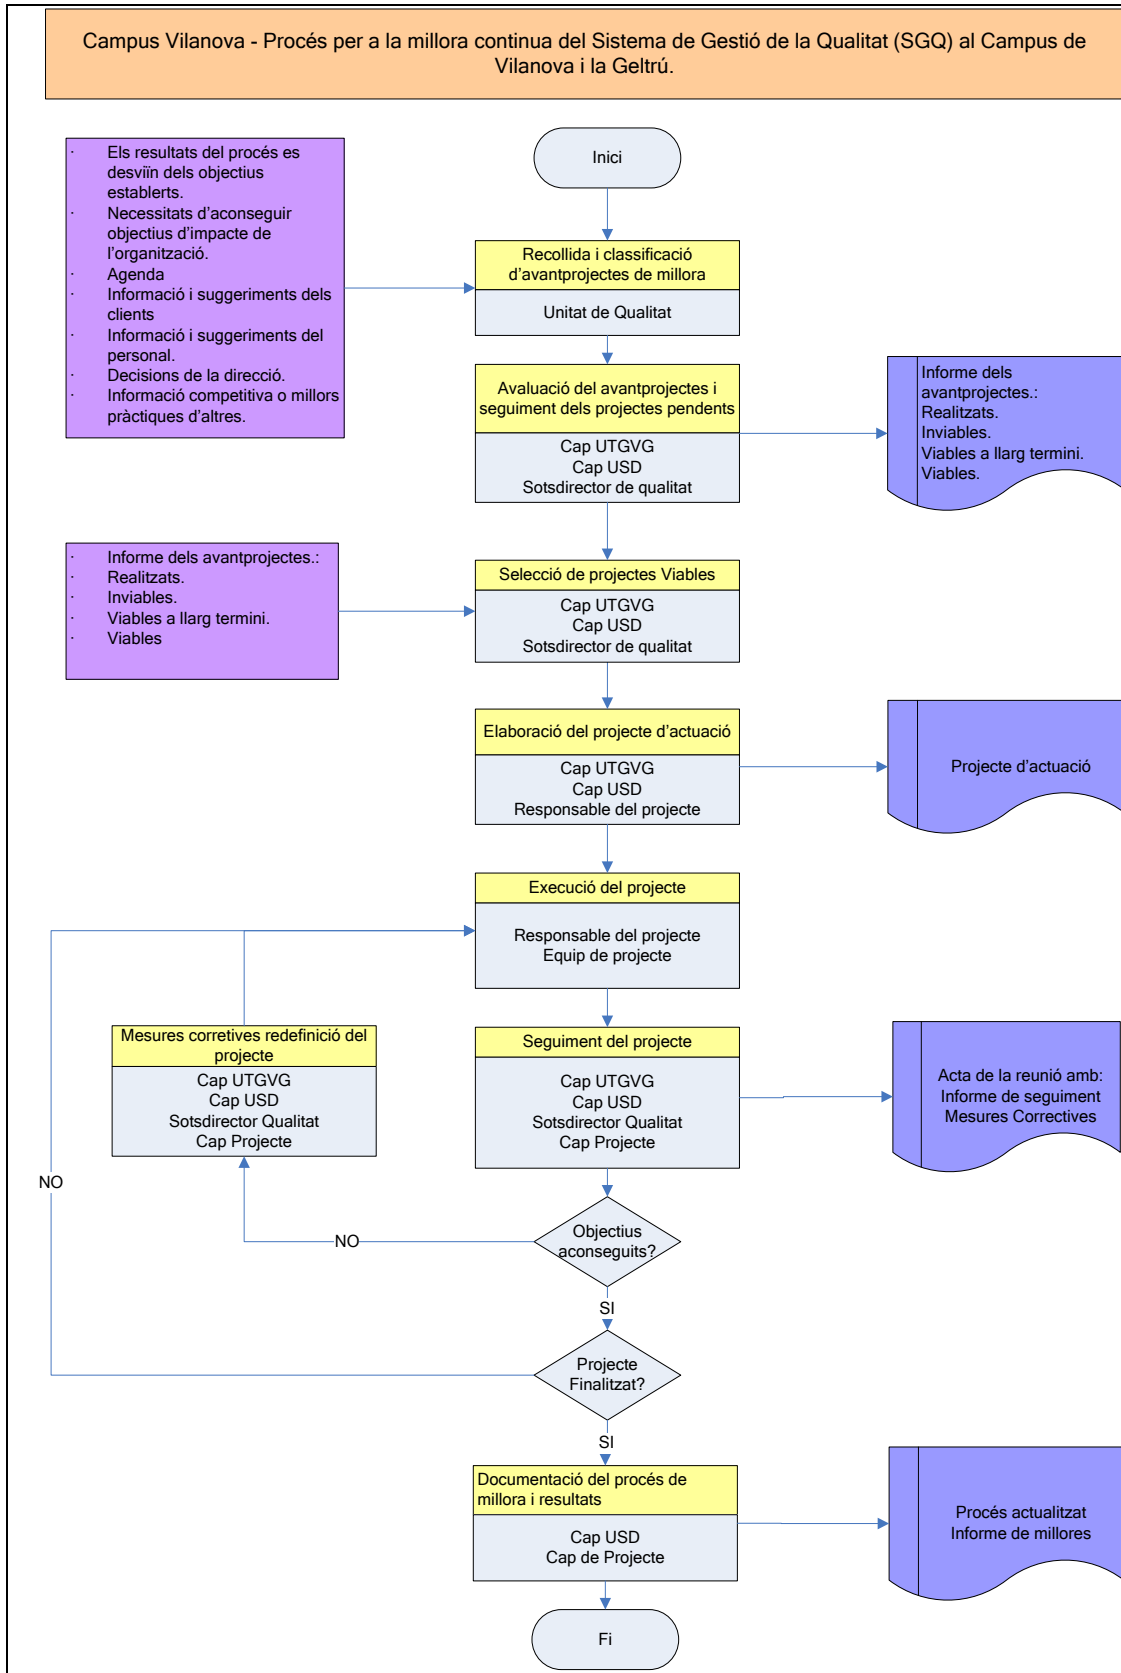 Campus Vilanova - Procés per a la millora continua del Sistema de Gestió de la Qualitat (SGQ) al Campus de
Vilanova i la Geltrú.
Inici
· Els resultats del procés es
desviïn dels objectius
establerts.
· Necessitats d'aconseguir
objectius d'impacte de
l'organització.
· Agenda
· Informació i suggeriments dels
clients
· Informació i suggeriments del
personal.
· Decisions de la direcció.
· Informació competitiva o millors
pràctiques d'altres.
Recollida i classificació
d'avantprojectes de millora
Unitat de Qualitat
Avaluació del avantprojectes i
seguiment dels projectes pendents
Cap UTGVG
Cap USD
Sotsdirector de qualitat
Informe dels
avantprojectes.:
Realitzats.
Inviables.
Viables a llarg termini.
Viables.
· Informe dels avantprojectes.:
· Realitzats.
· Inviables.
· Viables a llarg termini.
· Viables
Selecció de projectes Viables
Cap UTGVG
Cap USD
Sotsdirector de qualitat
Elaboració del projecte d'actuació
Cap UTGVG
Cap USD
Responsable del projecte
Projecte d'actuació
Execució del projecte
Responsable del projecte
Equip de projecte
Mesures corretives redefinició del
projecte
Cap UTGVG
Cap USD
Sotsdirector Qualitat
Cap Projecte
Seguiment del projecte
Cap UTGVG
Cap USD
Sotsdirector Qualitat
Cap Projecte
Acta de la reunió amb:
Informe de seguiment
Mesures Correctives
NO
Objectius
aconseguits?
NO
SI
Projecte
Finalitzat?
SI
Documentació del procés de
millora i resultats
Cap USD
Cap de Projecte
Procés actualitzat
Informe de millores
Fi